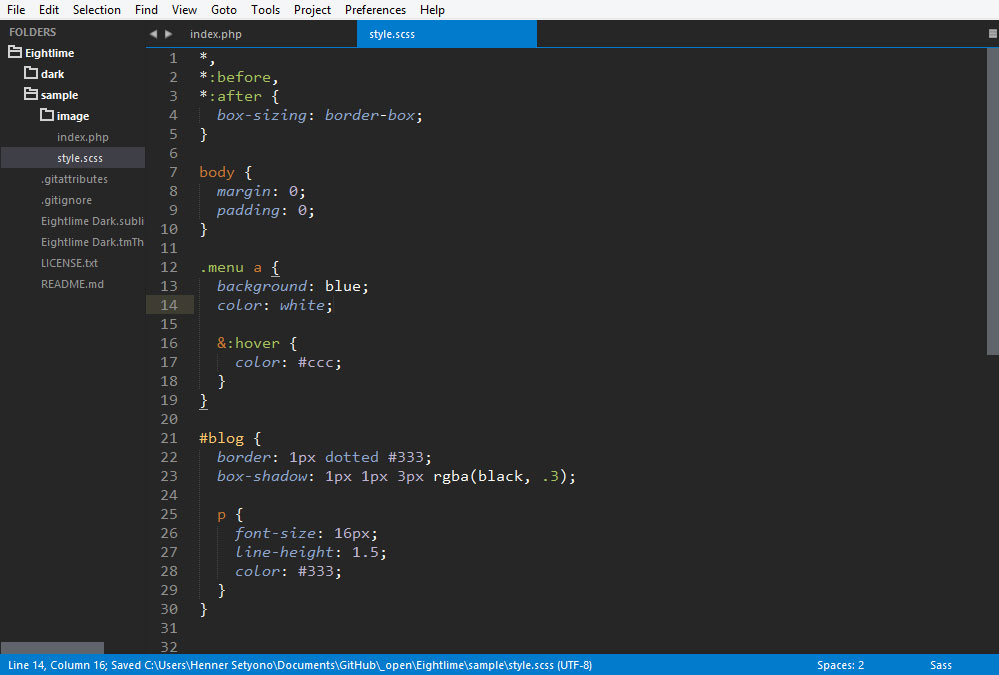 File Edit Selection Find View Goto Tools Project Preferences Help
FOLDERS
Eightlime
dark
sample
image
index.php
style.scss
.gitattributes
.gitignore
Eightlime Dark.subli
Eightlime Dark.tmTh
LICENSE.txt
README.md
index.php style.scss
1 *,
2 *:before,
3 *:after {
4 box-sizing: border-box;
5 }
6
7 body {
8 margin: 0;
9 padding: 0;
10 }
11
12 .menu a {
13 background: blue;
14 color: white;
15
16 &:hover {
17 color: #ccc;
18 }
19 }
20
21 #blog {
22 border: 1px dotted #333;
23 box-shadow: 1px 1px 3px rgba(black, .3);
24
25 p {
26 font-size: 16px;
27 line-height: 1.5;
28 color: #333;
29 }
30 }
31
32
Line 14, Column 16; Saved C:\Users\Henner Setyono\Documents\GitHub\_open\Eightlime\sample\style.scss (UTF-8) Spaces: 2 Sass